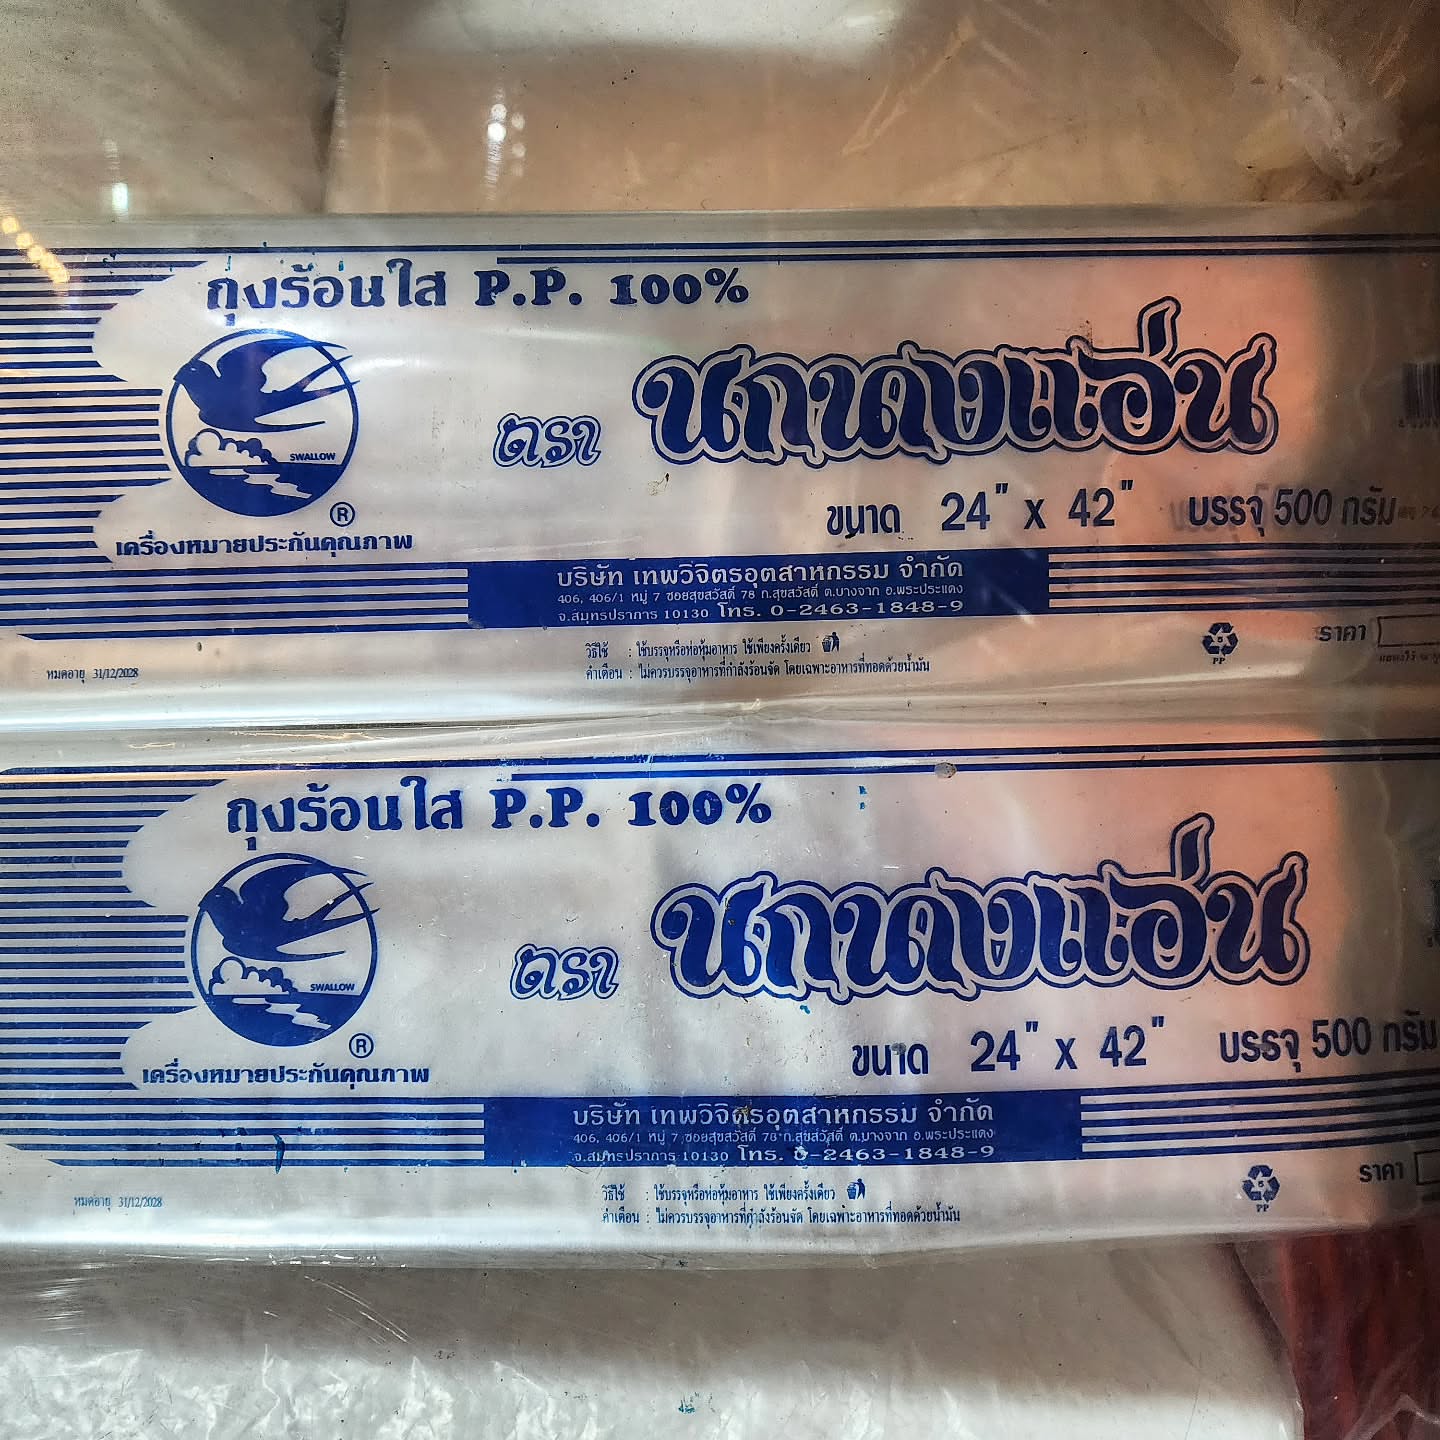 ถุงร้อนใส P.P. 100%
ตรา นกนางแอ่น
SWALLOW
®
ขนาด 24" x 42" บรรจุ 500 กรัม
เครื่องหมายประกันคุณภาพ
บริษัท เทพวิจิตรอุตสาหกรรม จำกัด
406, 406/1 หมู่ 7 ซอยสุขสวัสดิ์ 78 ถ.สุขสวัสดิ์ ต.บางจาก อ.พระประแดง
จ.สมุทรปราการ 10130 โทร. 0-2463-1848-9
วิธีใช้ : ใช้บรรจุหรือห่อหุ้มอาหาร ใช้เพียงครั้งเดียว
คำเตือน : ไม่ควรบรรจุอาหารที่กำลังร้อนจัด โดยเฉพาะอาหารที่ทอดด้วยน้ำมัน
หมดอายุ 31/12/2028
5
PP
ราคา
ถุงร้อนใส P.P. 100%
ตรา นกนางแอ่น
SWALLOW
®
ขนาด 24" x 42" บรรจุ 500 กรัม
เครื่องหมายประกันคุณภาพ
บริษัท เทพวิจิตรอุตสาหกรรม จำกัด
406, 406/1 หมู่ 7 ซอยสุขสวัสดิ์ 78 ถ.สุขสวัสดิ์ ต.บางจาก อ.พระประแดง
จ.สมุทรปราการ 10130 โทร. 0-2463-1848-9
วิธีใช้ : ใช้บรรจุหรือห่อหุ้มอาหาร ใช้เพียงครั้งเดียว
คำเตือน : ไม่ควรบรรจุอาหารที่กำลังร้อนจัด โดยเฉพาะอาหารที่ทอดด้วยน้ำมัน
หมดอายุ 31/12/2028
5
PP
ราคา